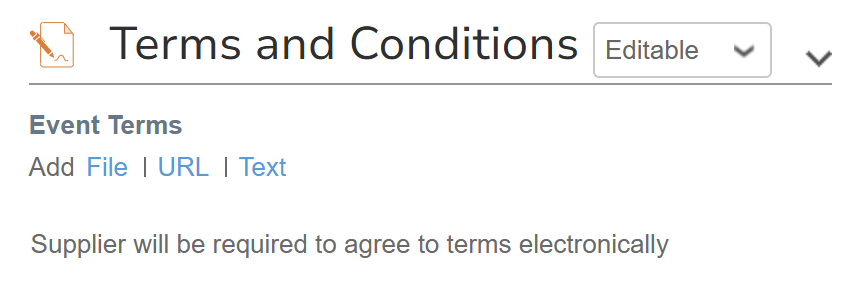 Terms and Conditions Editable
Event Terms
Add File | URL | Text
Supplier will be required to agree to terms electronically